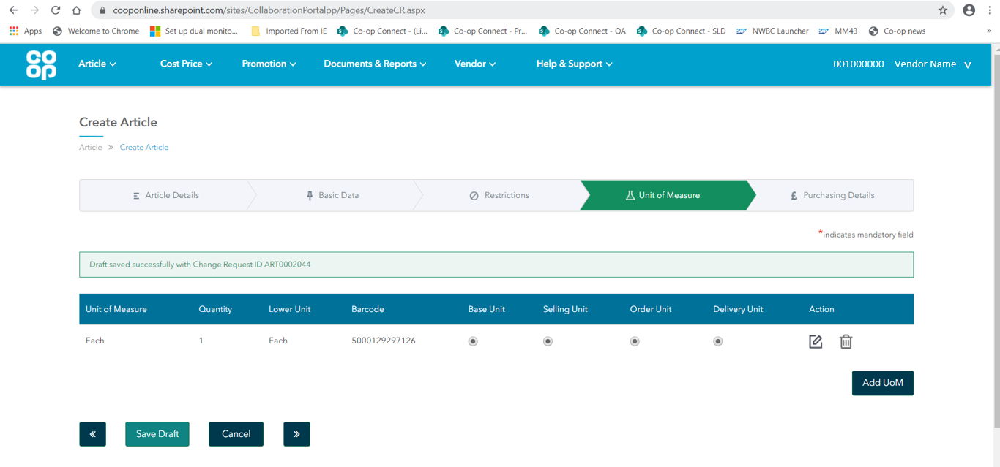 cooponline.sharepoint.com/sites/CollaborationPortalpp/Pages/CreateCR.aspx
Apps Welcome to Chrome Set up dual monito... Imported From IE Co-op Connect - (Li... Co-op Connect - Pr... Co-op Connect - QA Co-op Connect - SLD NWBC Launcher MM43 Co-op news »
CO OP Article Cost Price Promotion Documents & Reports Vendor Help & Support 001000000 – Vendor Name v
Create Article
Article » Create Article
Article Details Basic Data Restrictions Unit of Measure £ Purchasing Details
*indicates mandatory field
Draft saved successfully with Change Request ID ART0002044
Unit of Measure Quantity Lower Unit Barcode Base Unit Selling Unit Order Unit Delivery Unit Action
Each 1 Each 5000129297126
Add UoM
« Save Draft Cancel »